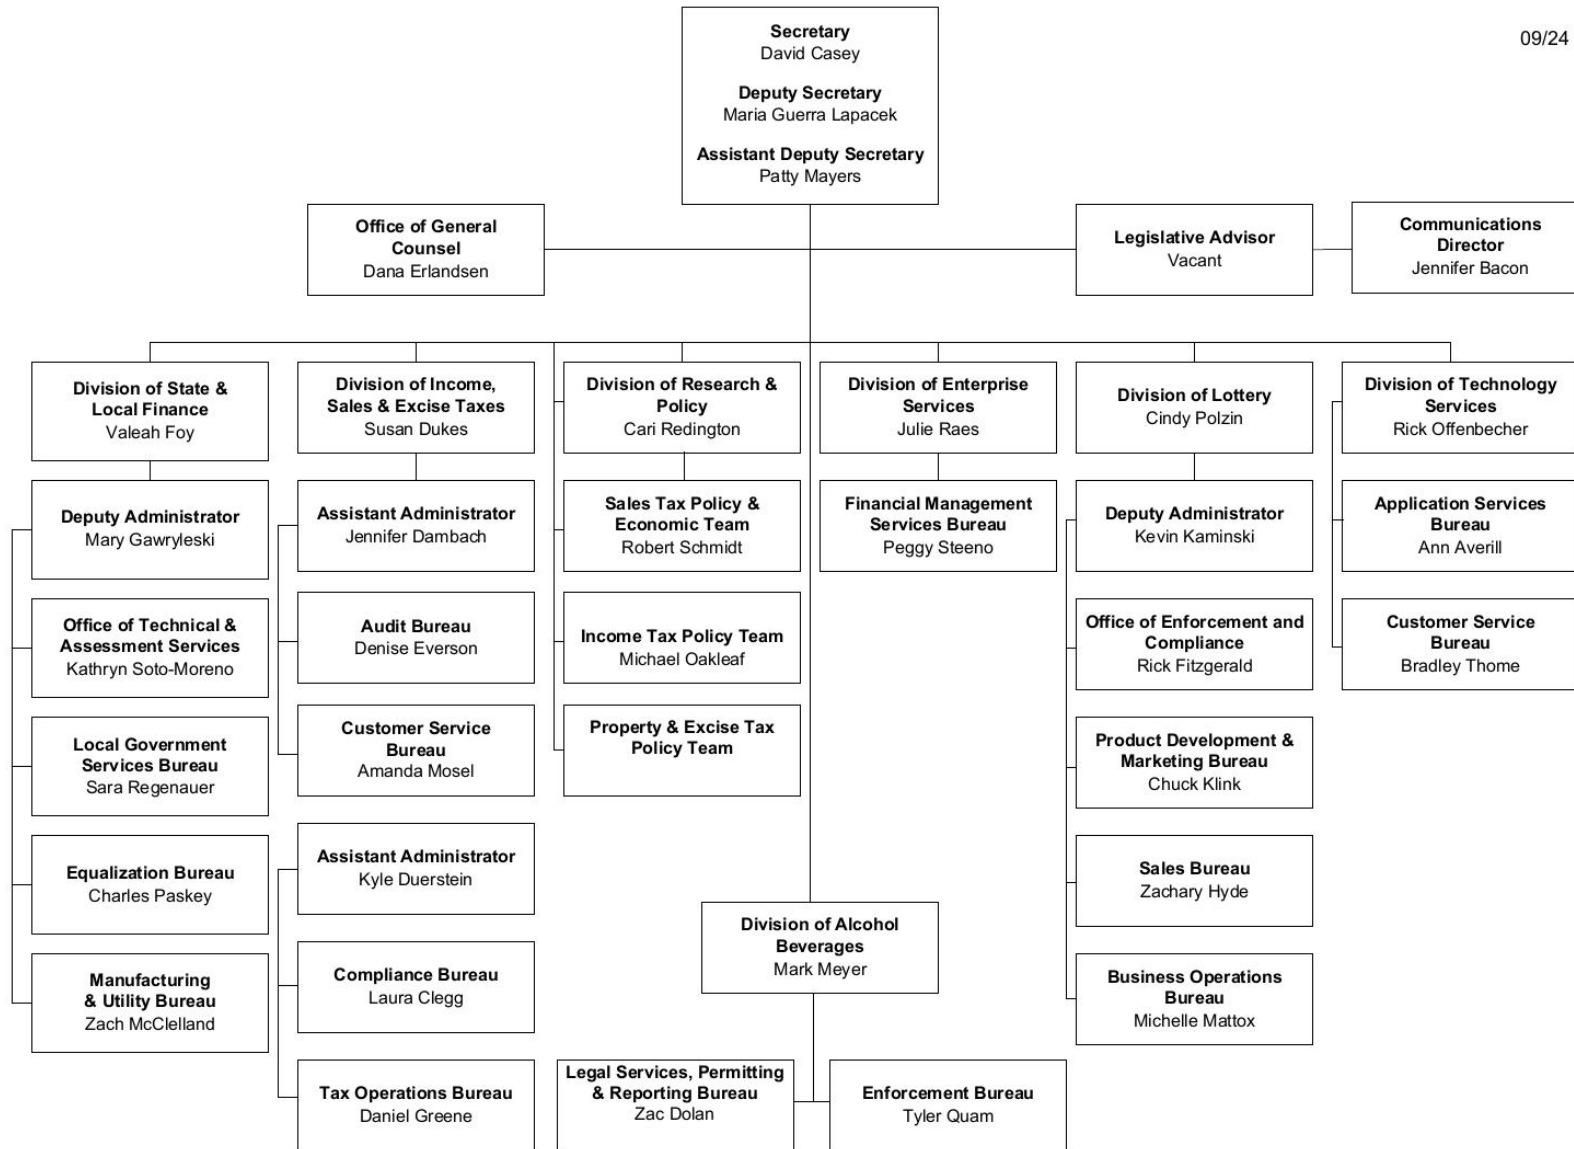 09/24
Secretary
David Casey
Deputy Secretary
Maria Guerra Lapacek
Assistant Deputy Secretary
Patty Mayers
Office of General
Counsel
Dana Erlandsen
Legislative Advisor
Vacant
Communications
Director
Jennifer Bacon
Division of State &
Local Finance
Valeah Foy
Deputy Administrator
Mary Gawryleski
Office of Technical &
Assessment Services
Kathryn Soto-Moreno
Local Government
Services Bureau
Sara Regenauer
Equalization Bureau
Charles Paskey
Manufacturing
& Utility Bureau
Zach McClelland
Division of Income,
Sales & Excise Taxes
Susan Dukes
Assistant Administrator
Jennifer Dambach
Audit Bureau
Denise Everson
Customer Service
Bureau
Amanda Mosel
Assistant Administrator
Kyle Duerstein
Compliance Bureau
Laura Clegg
Tax Operations Bureau
Daniel Greene
Division of Research &
Policy
Cari Redington
Sales Tax Policy &
Economic Team
Robert Schmidt
Income Tax Policy Team
Michael Oakleaf
Property & Excise Tax
Policy Team
Division of Enterprise
Services
Julie Raes
Financial Management
Services Bureau
Peggy Steeno
Division of Lottery
Cindy Polzin
Deputy Administrator
Kevin Kaminski
Office of Enforcement and
Compliance
Rick Fitzgerald
Product Development &
Marketing Bureau
Chuck Klink
Sales Bureau
Zachary Hyde
Business Operations
Bureau
Michelle Mattox
Division of Technology
Services
Rick Offenbecher
Application Services
Bureau
Ann Averill
Customer Service
Bureau
Bradley Thome
Division of Alcohol
Beverages
Mark Meyer
Legal Services, Permitting
& Reporting Bureau
Zac Dolan
Enforcement Bureau
Tyler Quam